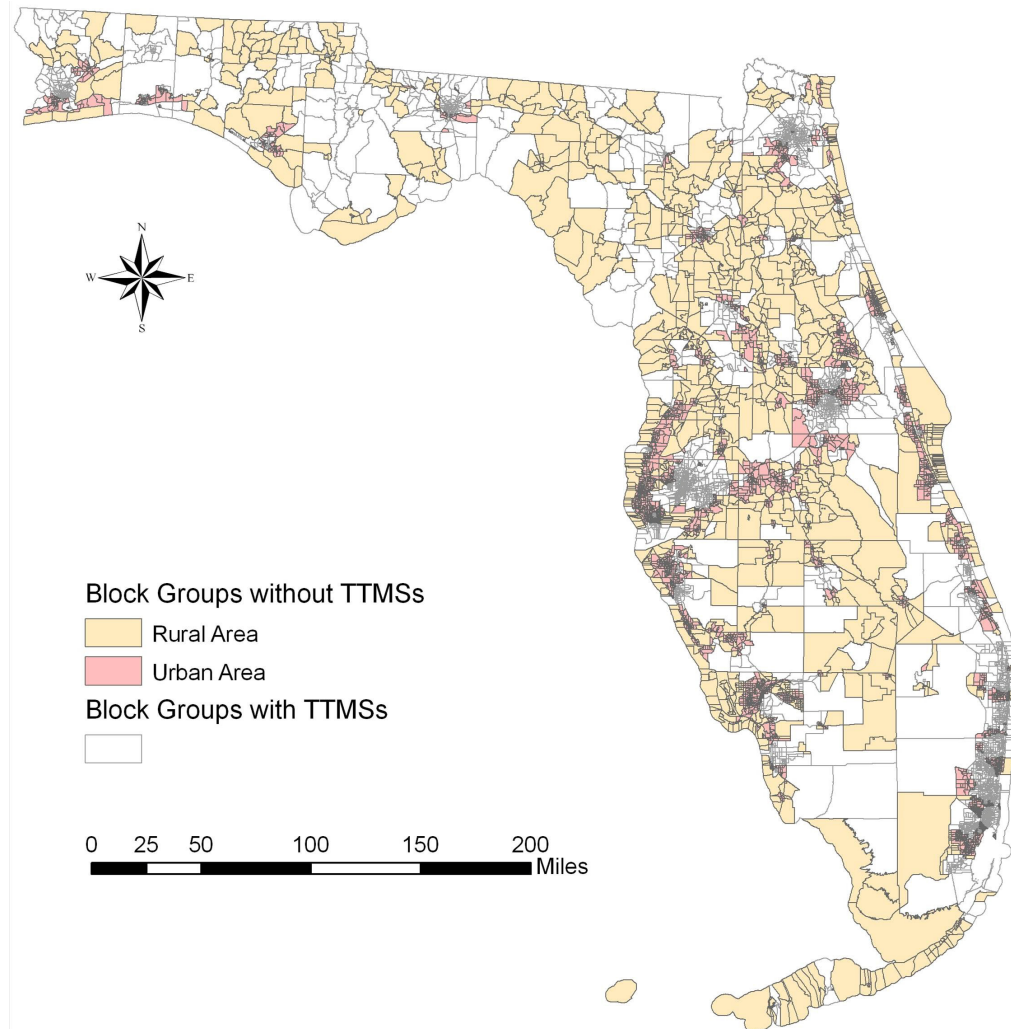 N
W E
S
Block Groups without TTMSs
Rural Area
Urban Area
Block Groups with TTMSs
0 25 50 100 150 200
Miles